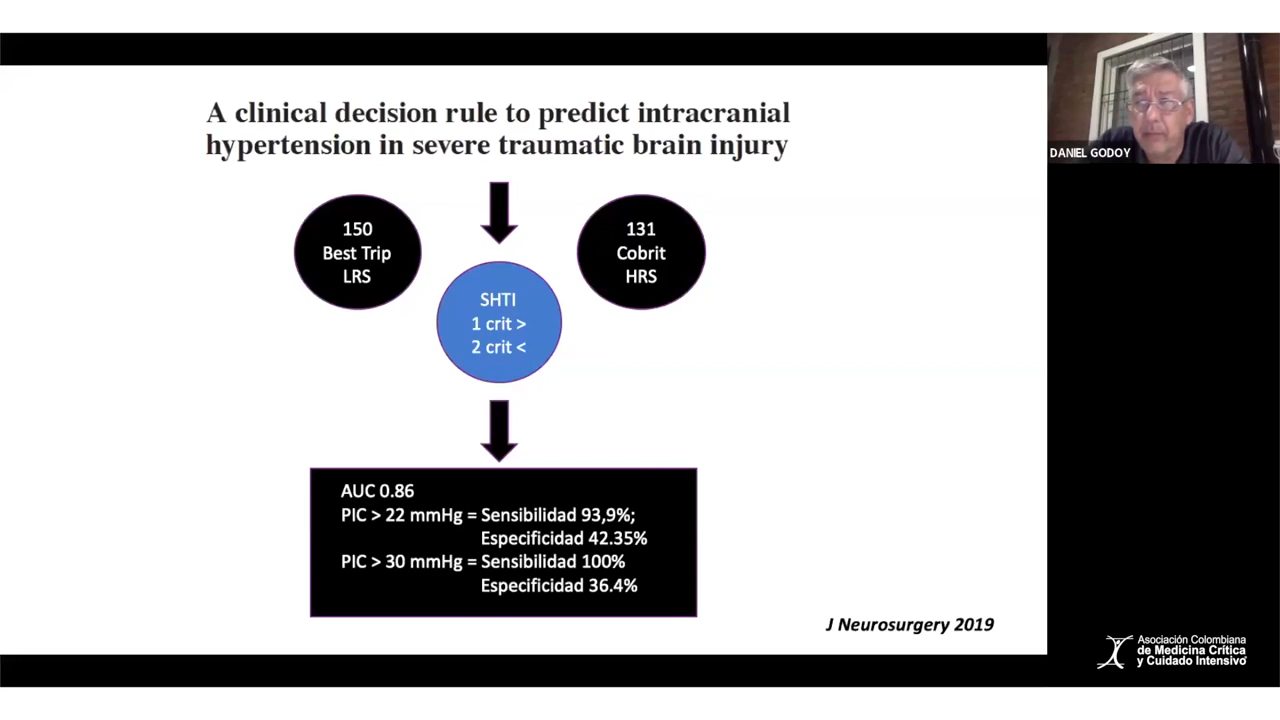 A clinical decision rule to predict intracranial
hypertension in severe traumatic brain injury
150
Best Trip
LRS
131
Cobrit
HRS
SHTI
1 crit >
2 crit <
AUC 0.86
PIC > 22 mmHg = Sensibilidad 93,9%;
Especificidad 42.35%
PIC > 30 mmHg = Sensibilidad 100%
Especificidad 36.4%
J Neurosurgery 2019
DANIEL GODOY
Asociación Colombiana
de Medicina Crítica
y Cuidado Intensivo